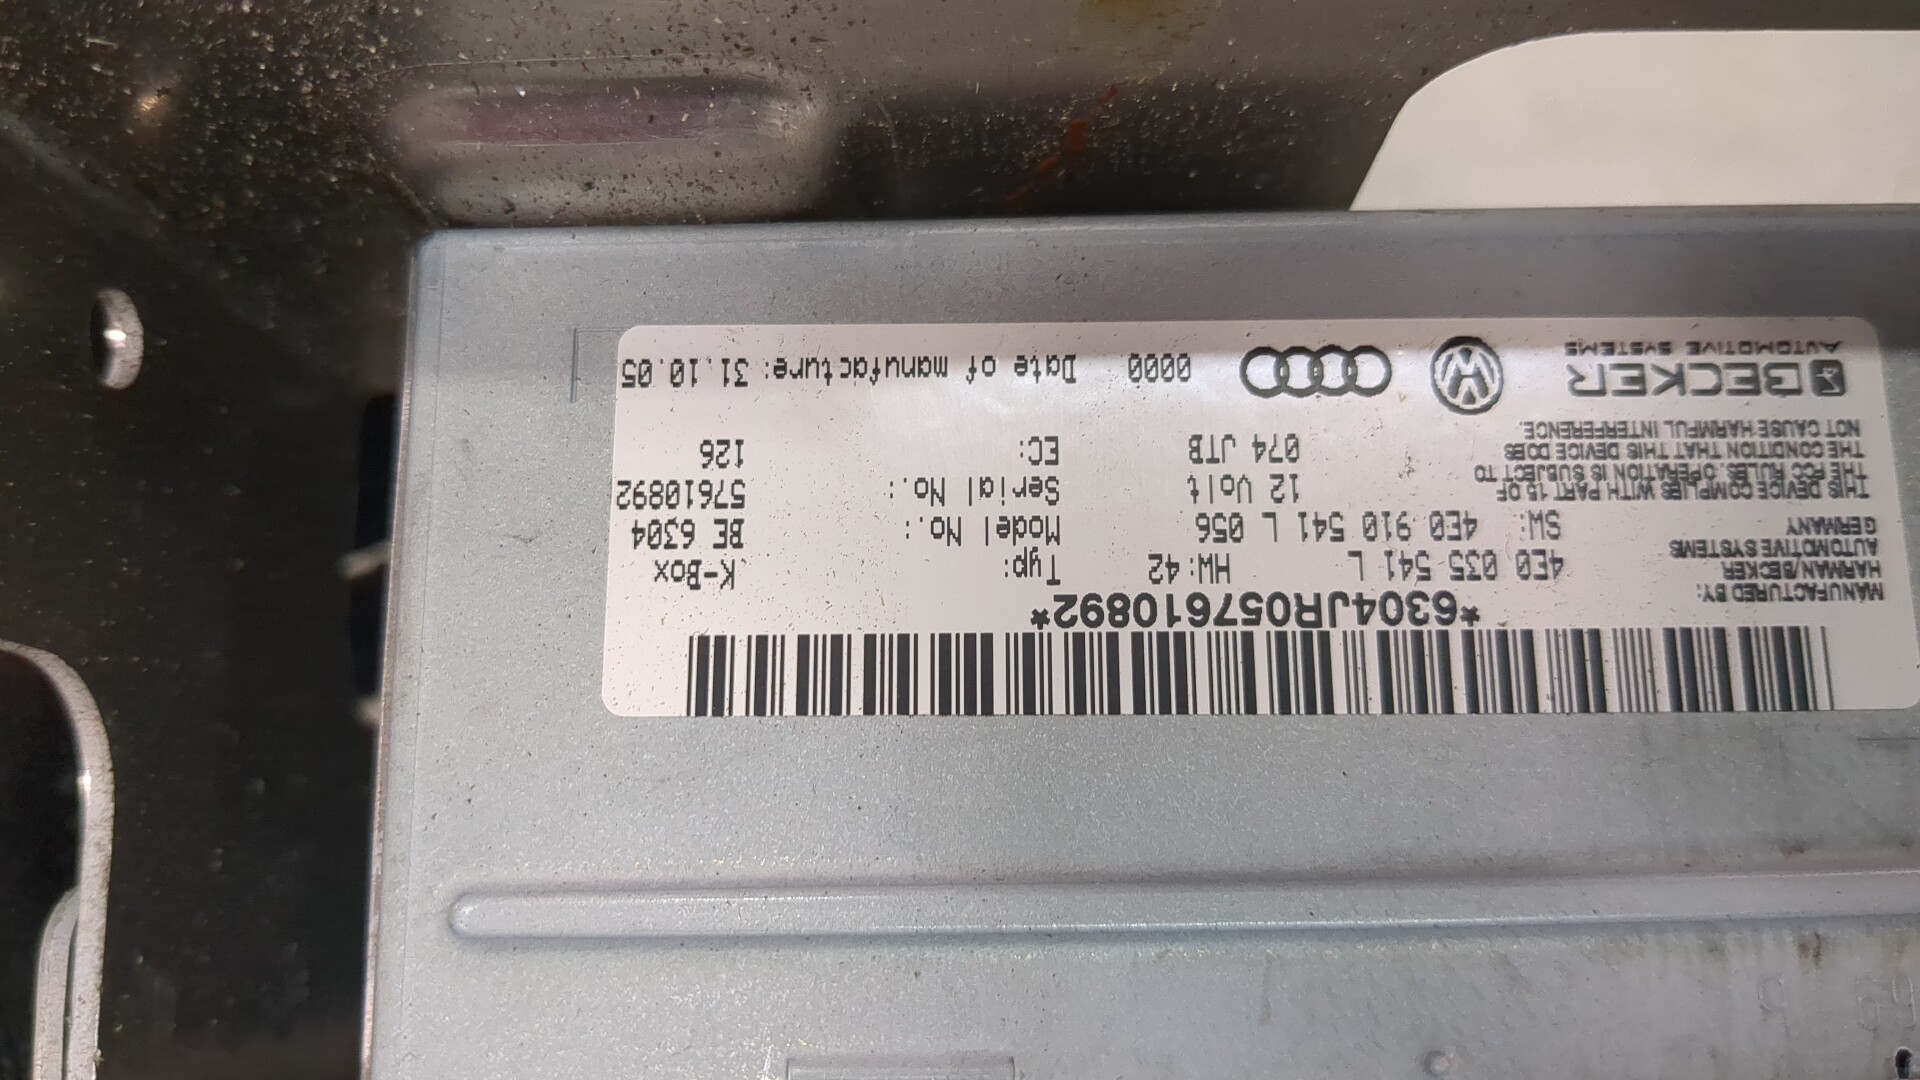 *6304JR057610892*
MANUFACTURED BY:
HARMAN/BECKER
AUTOMOTIVE SYSTEMS
GERMANY
4E0 035 541 L HW:42 Typ: K-Box
SW: 4E0 910 541 L 056 Model No.: BE 6304
12 Volt Serial No.: 57610892
074 JTB EC: 126
THIS DEVICE COMPLIES WITH PART 15 OF
THE FCC RULES. OPERATION IS SUBJECT TO
THE CONDITION THAT THIS DEVICE DOES
NOT CAUSE HARMFUL INTERFERENCE.
BECKER
AUTOMOTIVE SYSTEMS
0000 Date of manufacture: 31.10.05